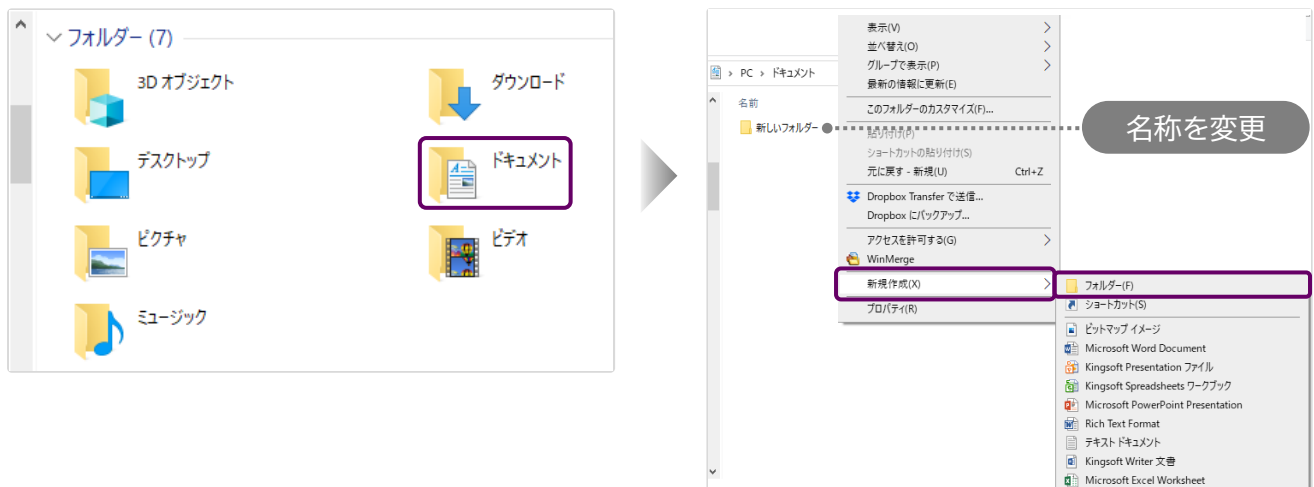 フォルダー (7)
3D オブジェクト
ダウンロード
デスクトップ
ドキュメント
ピクチャ
ビデオ
ミュージック
PC › ドキュメント
名前
新しいフォルダー
表示(V)
並べ替え(O)
グループで表示(P)
最新の情報に更新(E)
このフォルダーのカスタマイズ(F)...
貼り付け(P)
ショートカットの貼り付け(S)
元に戻す - 新規(U) Ctrl+Z
Dropbox Transfer で送信...
Dropbox にバックアップ...
アクセスを許可する(G)
WinMerge
新規作成(X)
プロパティ(R)
名称を変更
フォルダー(F)
ショートカット(S)
ビットマップ イメージ
Microsoft Word Document
Kingsoft Presentation ファイル
Kingsoft Spreadsheets ワークブック
Microsoft PowerPoint Presentation
Rich Text Format
テキスト ドキュメント
Kingsoft Writer 文書
Microsoft Excel Worksheet